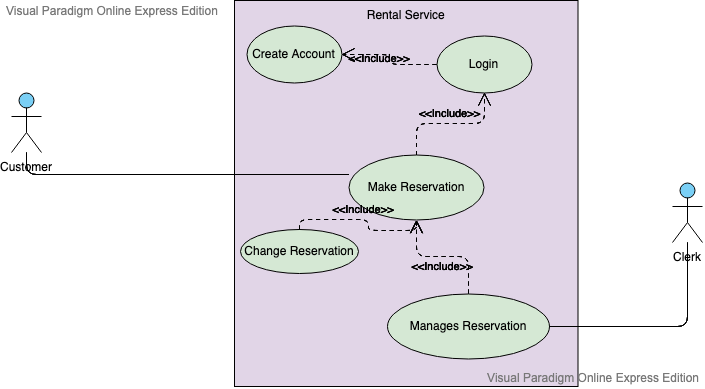 Visual Paradigm Online Express Edition
Rental Service
Create Account
<<Include>>
Login
<<Include>>
Customer
Make Reservation
<<Include>>
Change Reservation
Clerk
<<Include>>
Manages Reservation
Visual Paradigm Online Express Edition